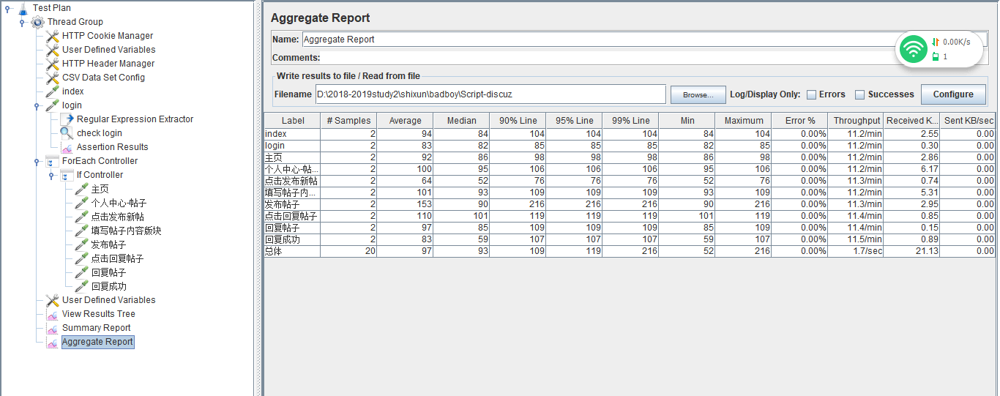 Test Plan
Thread Group
HTTP Cookie Manager
User Defined Variables
HTTP Header Manager
CSV Data Set Config
index
login
Regular Expression Extractor
check login
Assertion Results
ForEach Controller
If Controller
主页
个人中心-帖子
点击发布新帖
填写帖子内容版块
发布帖子
点击回复帖子
回复帖子
回复成功
User Defined Variables
View Results Tree
Summary Report
Aggregate Report
Aggregate Report
Name: Aggregate Report
Comments:
0.00K/s
1
Write results to file / Read from file
Filename D:\2018-2019study2\shixun\badboy\Script-discuz Browse... Log/Display Only: Errors Successes Configure
Label # Samples Average Median 90% Line 95% Line 99% Line Min Maximum Error % Throughput Received K... Sent KB/sec
index 2 94 84 104 104 104 84 104 0.00% 11.2/min 2.55 0.00
login 2 83 82 85 85 85 82 85 0.00% 11.2/min 0.30 0.00
主页 2 92 86 98 98 98 86 98 0.00% 11.2/min 2.86 0.00
个人中心-帖... 2 100 95 106 106 106 95 106 0.00% 11.2/min 6.17 0.00
点击发布新帖 2 64 52 76 76 76 52 76 0.00% 11.3/min 0.74 0.00
填写帖子内... 2 101 93 109 109 109 93 109 0.00% 11.2/min 5.31 0.00
发布帖子 2 153 90 216 216 216 90 216 0.00% 11.3/min 2.95 0.00
点击回复帖子 2 110 101 119 119 119 101 119 0.00% 11.4/min 0.85 0.00
回复帖子 2 97 85 109 109 109 85 109 0.00% 11.4/min 0.15 0.00
回复成功 2 83 59 107 107 107 59 107 0.00% 11.5/min 0.89 0.00
总体 20 97 93 109 119 216 52 216 0.00% 1.7/sec 21.13 0.00